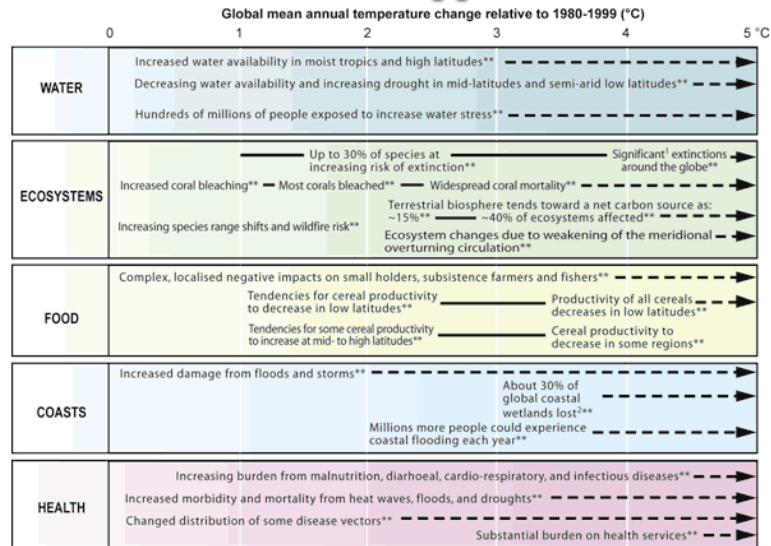 Global mean annual temperature change relative to 1980-1999 (°C)
0 1 2 3 4 5 °C
WATER
Increased water availability in moist tropics and high latitudes**
Decreasing water availability and increasing drought in mid-latitudes and semi-arid low latitudes**
Hundreds of millions of people exposed to increase water stress**
ECOSYSTEMS
Up to 30% of species at
increasing risk of extinction**
Significant¹ extinctions
around the globe**
Increased coral bleaching** Most corals bleached** Widespread coral mortality**
Increasing species range shifts and wildfire risk**
Terrestrial biosphere tends toward a net carbon source as:
~15%** ~40% of ecosystems affected**
Ecosystem changes due to weakening of the meridional
overturning circulation**
FOOD
Complex, localised negative impacts on small holders, subsistence farmers and fishers**
Tendencies for cereal productivity
to decrease in low latitudes**
Productivity of all cereals
decreases in low latitudes**
Tendencies for some cereal productivity
to increase at mid- to high latitudes**
Cereal productivity to
decrease in some regions**
COASTS
Increased damage from floods and storms**
About 30% of
global coastal
wetlands lost²**
Millions more people could experience
coastal flooding each year**
HEALTH
Increasing burden from malnutrition, diarhoeal, cardio-respiratory, and infectious diseases**
Increased morbidity and mortality from heat waves, floods, and droughts**
Changed distribution of some disease vectors**
Substantial burden on health services**